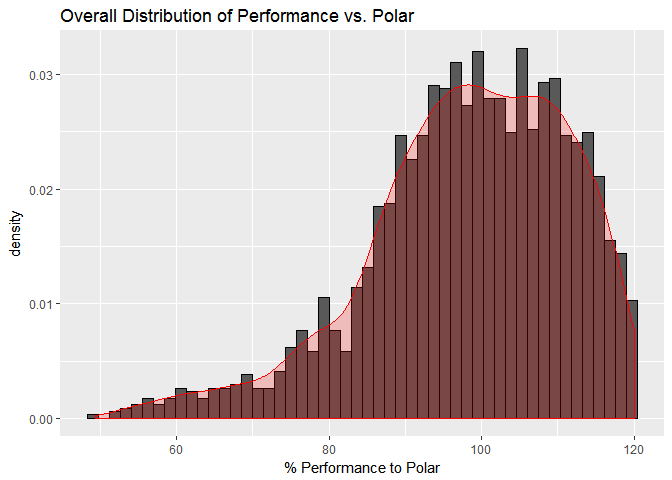 Overall Distribution of Performance vs. Polar
0.03
0.02
0.01
0.00
density
60 80 100 120
% Performance to Polar